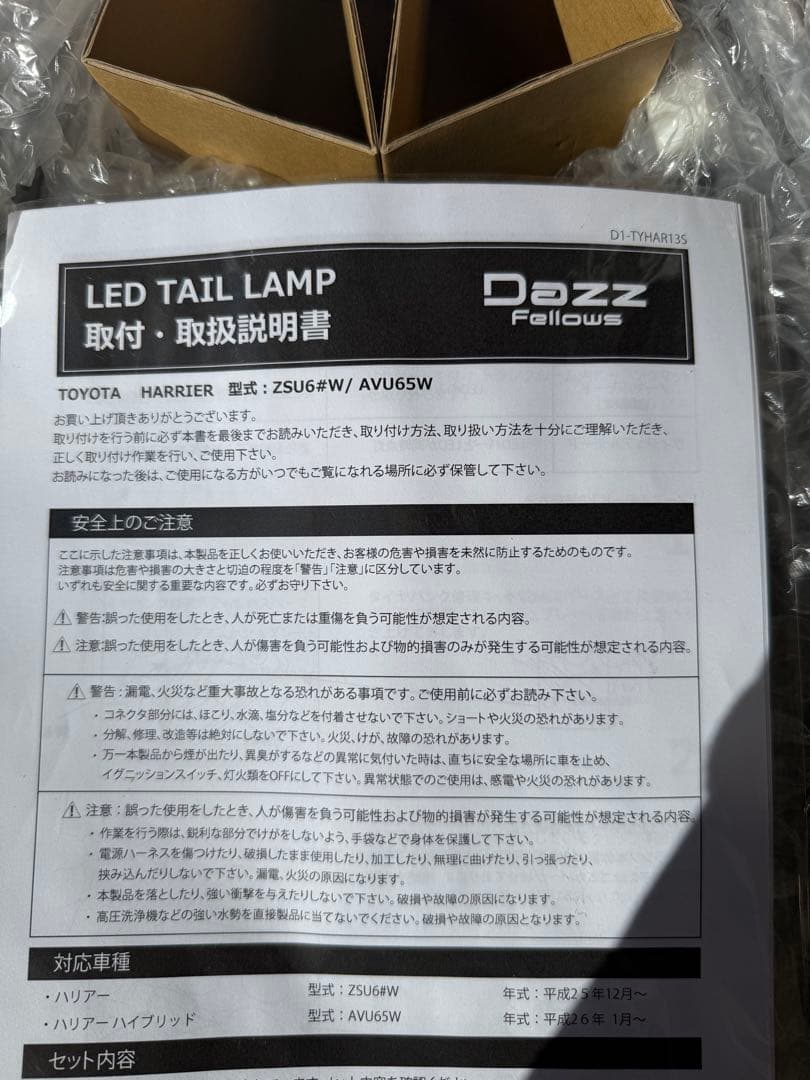 D1-TYHAR13S
LED TAIL LAMP
取付・取扱説明書
Dazz
Fellows
TOYOTA HARRIER 型式：ZSU6#W/ AVU65W
お買い上げ頂きありがとうございます。
取り付けを行う前に必ず本書を最後までお読みいただき、取り付け方法、取り扱い方法を十分にご理解いただき、
正しく取り付け作業を行い、ご使用下さい。
お読みになった後は、ご使用になる方がいつでもご覧になれる場所に必ず保管して下さい。
安全上のご注意
ここに示した注意事項は、本製品を正しくお使いいただき、お客様の危害や損害を未然に防止するためのものです。
注意事項は危害や損害の大きさと切迫の程度を「警告」「注意」に区分しています。
いずれも安全に関する重要な内容です。必ずお守り下さい。
⚠ 警告:誤った使用をしたとき、人が死亡または重傷を負う可能性が想定される内容。
⚠ 注意:誤った使用をしたとき、人が傷害を負う可能性および物的損害のみが発生する可能性が想定される内容。
⚠ 警告：漏電、火災など重大事故となる恐れがある事項です。ご使用前に必ずお読み下さい。
・コネクタ部分には、ほこり、水滴、塩分などを付着させないで下さい。ショートや火災の恐れがあります。
・分解、修理、改造等は絶対にしないで下さい。火災、けが、故障の恐れがあります。
・万一本製品から煙が出たり、異臭がするなどの異常に気付いた時は、直ちに安全な場所に車を止め、
イグニッションスイッチ、灯火類をOFFにして下さい。異常状態でのご使用は、感電や火災の恐れがあります。
⚠ 注意：誤った使用をしたとき、人が傷害を負う可能性および物的損害が発生する可能性が想定される内容。
・作業を行う際は、鋭利な部分でけがをしないよう、手袋などで身体を保護して下さい。
・電源ハーネスを傷つけたり、破損したまま使用したり、加工したり、無理に曲げたり、引っ張ったり、
挟み込んだりしないで下さい。漏電、火災の原因になります。
・本製品を落としたり、強い衝撃を与えたりしないで下さい。破損や故障の原因になります。
・高圧洗浄機などの強い水勢を直接製品に当てないでください。破損や故障の原因となります。
対応車種
・ハリアー 型式：ZSU6#W 年式：平成25年12月～
・ハリアー ハイブリッド 型式：AVU65W 年式：平成26年 1月～
セット内容